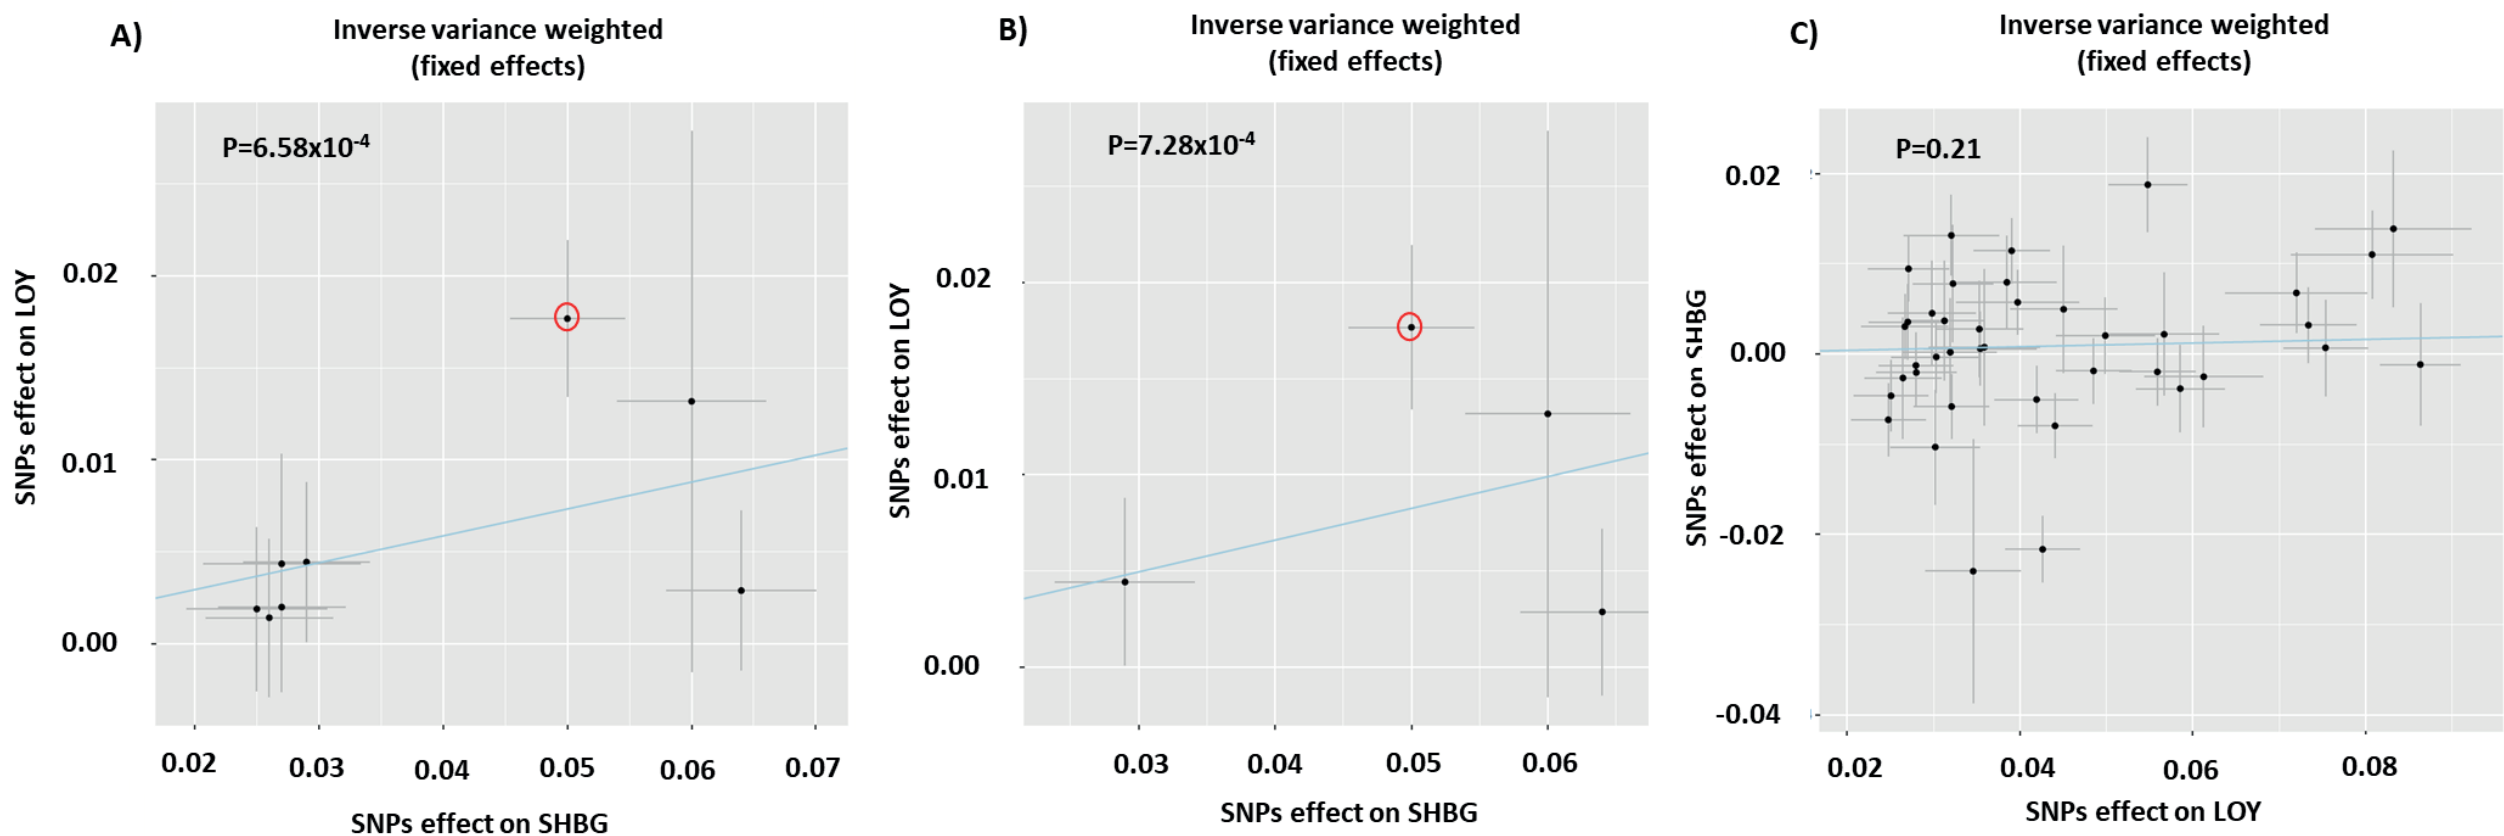 A)
Inverse variance weighted
(fixed effects)
P=6.58x10-4
SNPs effect on LOY
0.02
0.01
0.00
0.02
0.03
0.04
0.05
0.06
0.07
SNPs effect on SHBG
B)
Inverse variance weighted
(fixed effects)
P=7.28x10-4
SNPs effect on LOY
0.02
0.01
0.00
0.03
0.04
0.05
0.06
SNPs effect on SHBG
C)
Inverse variance weighted
(fixed effects)
P=0.21
SNPs effect on SHBG
0.02
0.00
-0.02
-0.04
0.02
0.04
0.06
0.08
SNPs effect on LOY